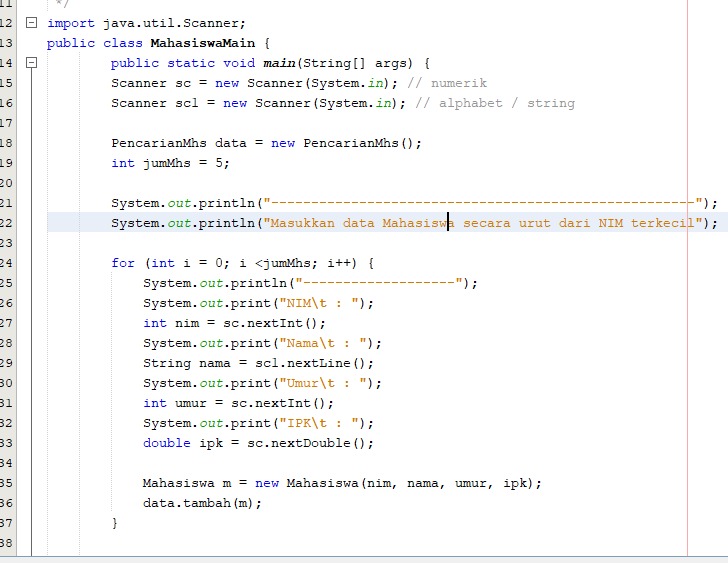 11 */
12 import java.util.Scanner;
13 public class MahasiswaMain {
14 public static void main(String[] args) {
15 Scanner sc = new Scanner(System.in); // numerik
16 Scanner scl = new Scanner(System.in); // alphabet / string
17
18 PencarianMhs data = new PencarianMhs();
19 int jumMhs = 5;
20
21 System.out.println("--------------------------------------------------------");
22 System.out.println("Masukkan data Mahasiswa secara urut dari NIM terkecil");
23
24 for (int i = 0; i <jumMhs; i++) {
25 System.out.println("-------------------");
26 System.out.print("NIM\t : ");
27 int nim = sc.nextInt();
28 System.out.print("Nama\t : ");
29 String nama = scl.nextLine();
30 System.out.print("Umur\t : ");
31 int umur = sc.nextInt();
32 System.out.print("IPK\t : ");
33 double ipk = sc.nextDouble();
34
35 Mahasiswa m = new Mahasiswa(nim, nama, umur, ipk);
36 data.tambah(m);
37 }
38